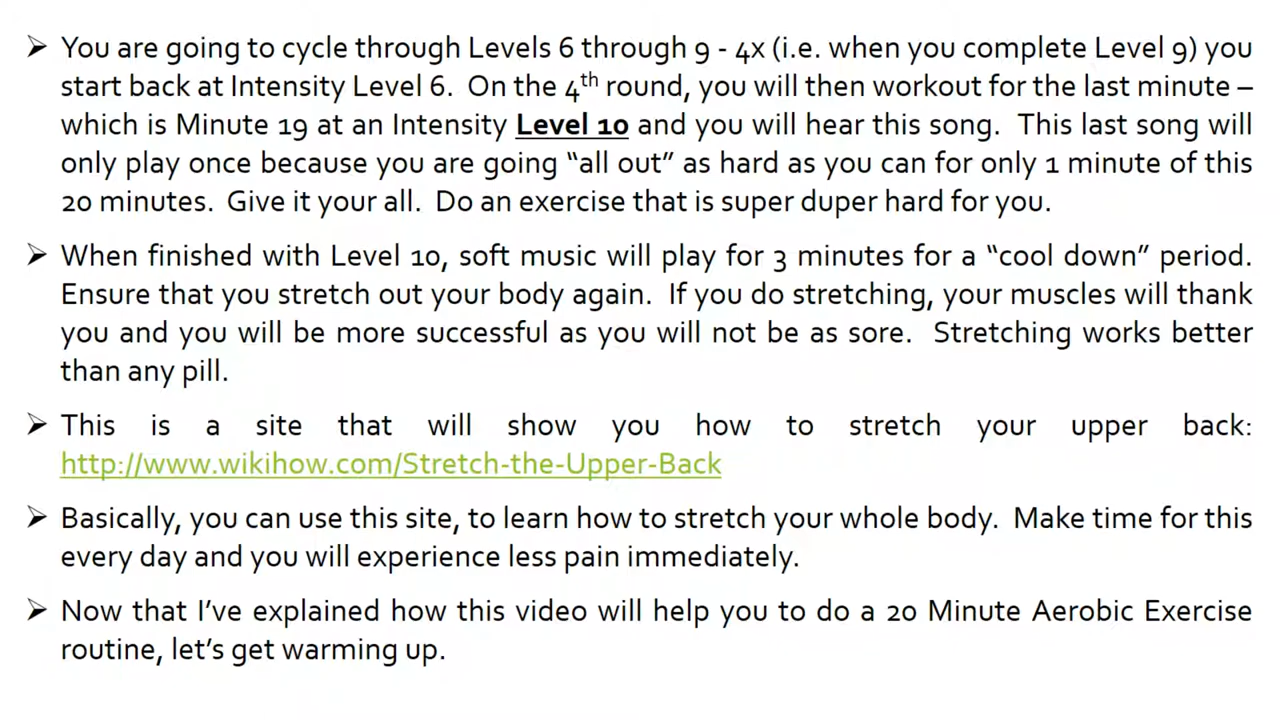 ➢ You are going to cycle through Levels 6 through 9 - 4x (i.e. when you complete Level 9) you
start back at Intensity Level 6. On the 4th round, you will then workout for the last minute –
which is Minute 19 at an Intensity Level 10 and you will hear this song. This last song will
only play once because you are going “all out” as hard as you can for only 1 minute of this
20 minutes. Give it your all. Do an exercise that is super duper hard for you.
➢ When finished with Level 10, soft music will play for 3 minutes for a “cool down” period.
Ensure that you stretch out your body again. If you do stretching, your muscles will thank
you and you will be more successful as you will not be as sore. Stretching works better
than any pill.
➢ This is a site that will show you how to stretch your upper back:
http://www.wikihow.com/Stretch-the-Upper-Back
➢ Basically, you can use this site, to learn how to stretch your whole body. Make time for this
every day and you will experience less pain immediately.
➢ Now that I’ve explained how this video will help you to do a 20 Minute Aerobic Exercise
routine, let’s get warming up.